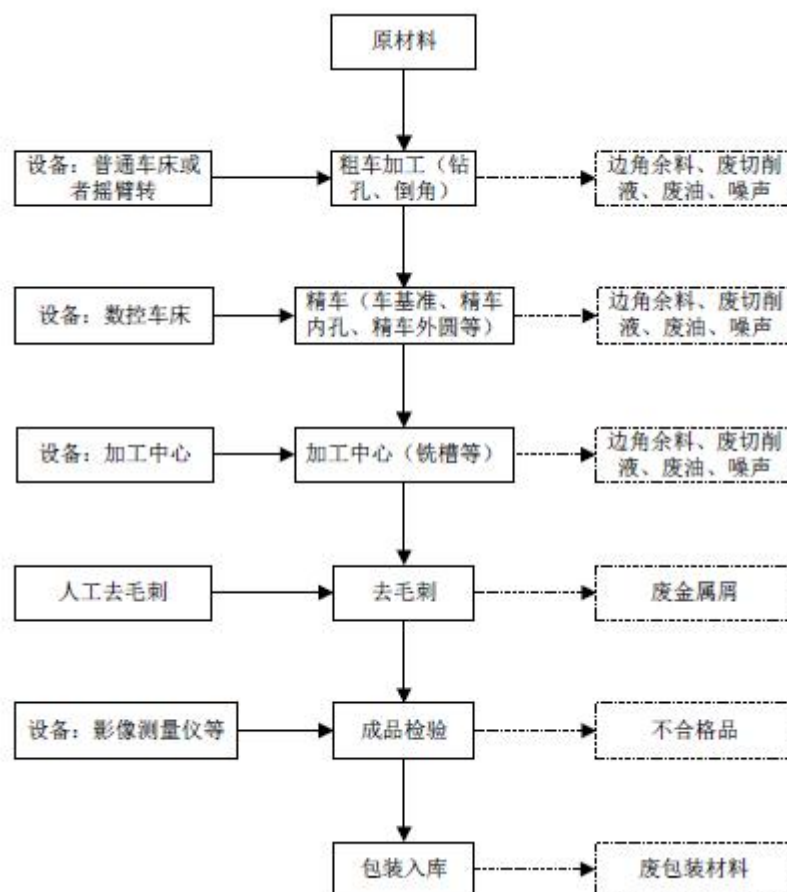 原材料
设备：普通车床或
者摇臂转
粗车加工（钻
孔、倒角）
边角余料、废切削
液、废油、噪声
设备：数控车床
精车（车基准、精车
内孔、精车外圆等）
边角余料、废切削
液、废油、噪声
设备：加工中心
加工中心（铣槽等）
边角余料、废切削
液、废油、噪声
人工去毛刺
去毛刺
废金属屑
设备：影像测量仪等
成品检验
不合格品
包装入库
废包装材料